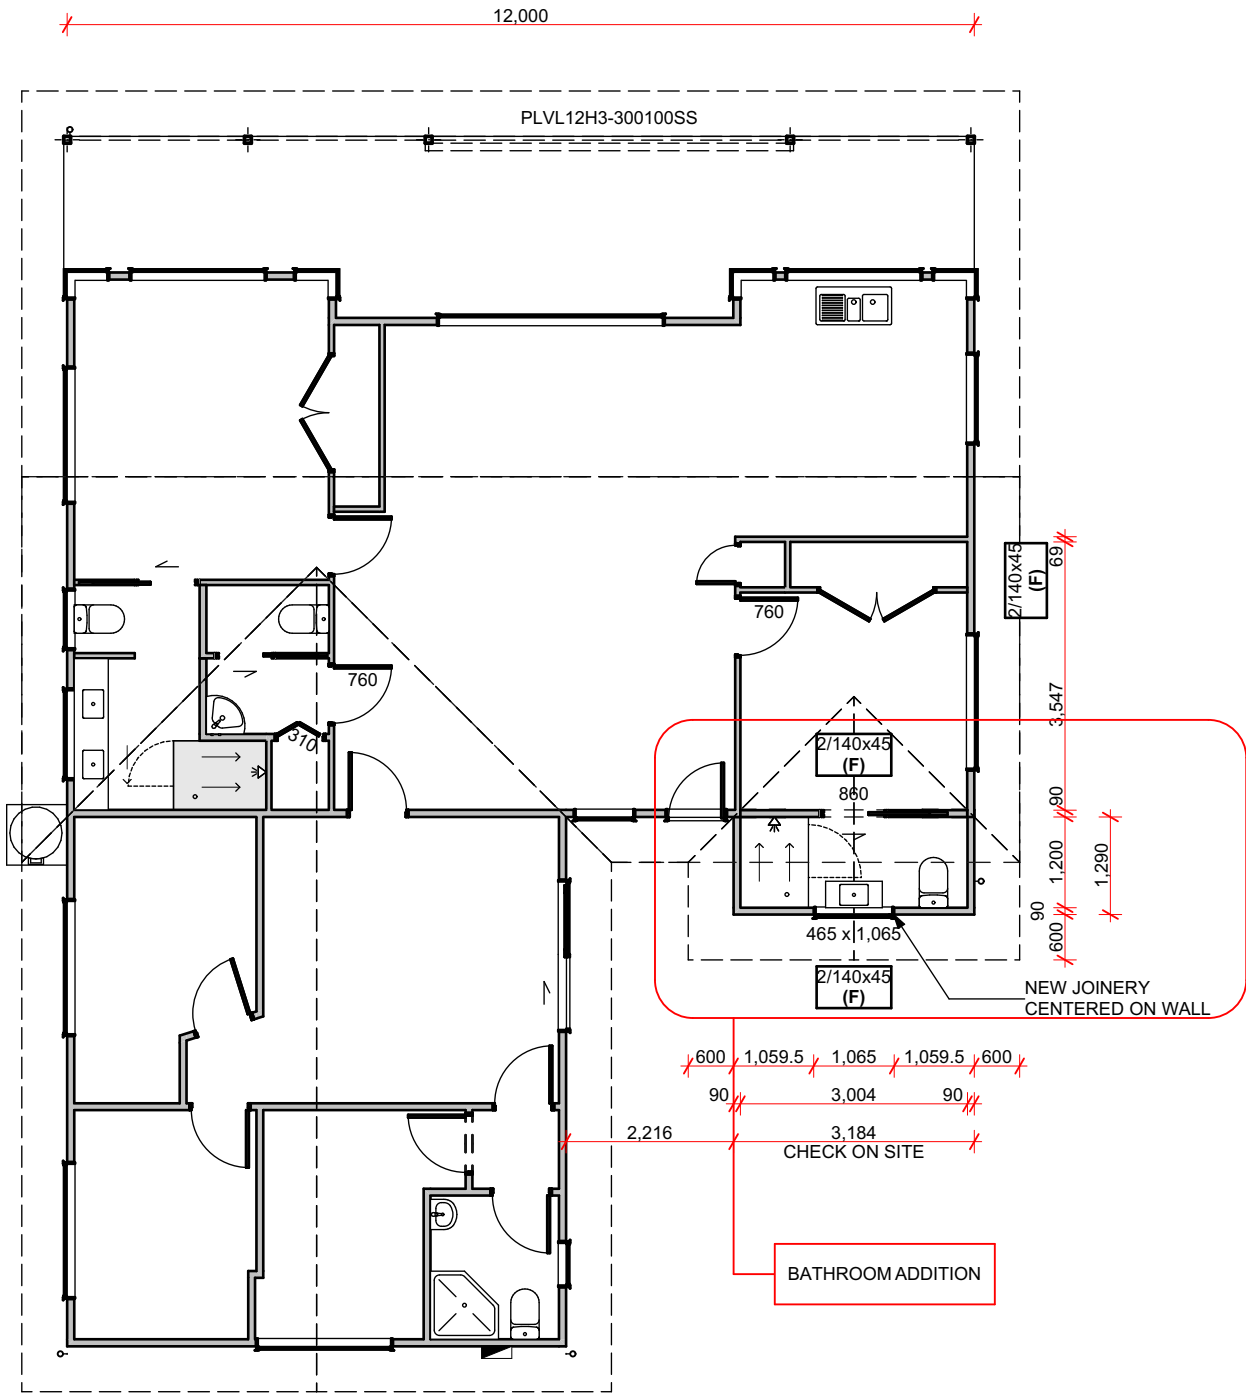 12,000
PLVL12H3-300100SS
2/140x45
(F)
69
760
760
3,547
310
2/140x45
(F)
860
90
1,200
1,290
90
600
465 x 1,065
2/140x45
(F)
NEW JOINERY
CENTERED ON WALL
600 1,059.5 1,065 1,059.5 600
90 3,004 90
2,216 3,184
CHECK ON SITE
BATHROOM ADDITION